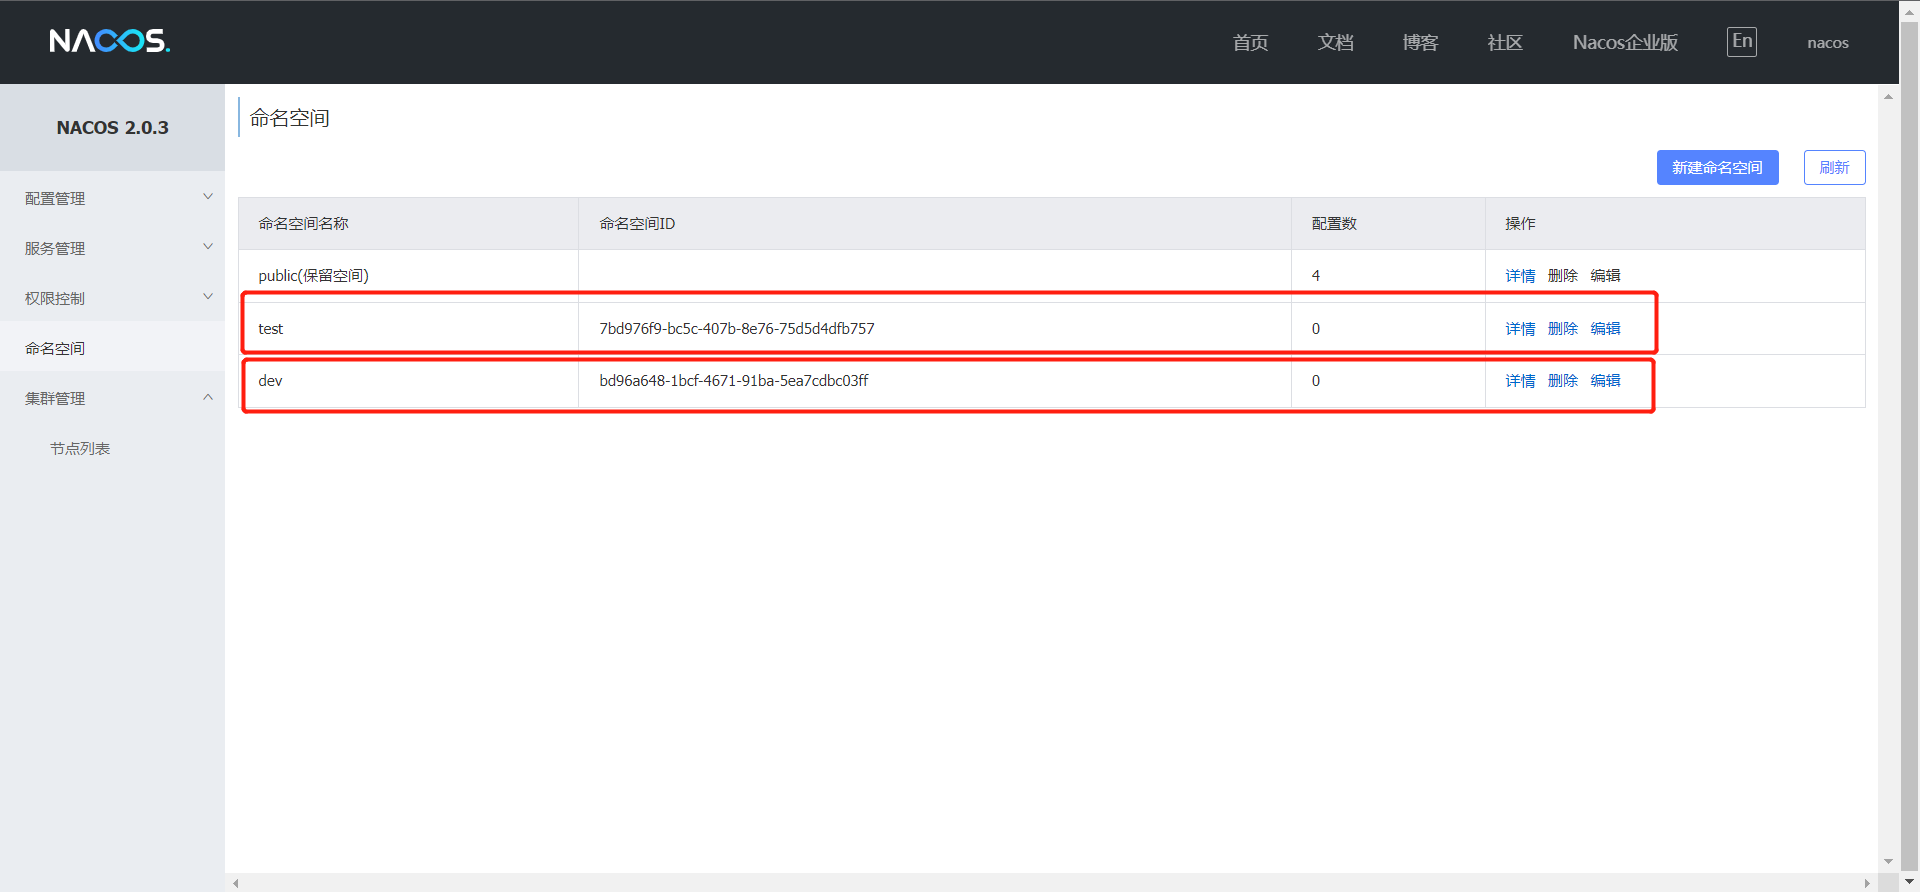 NACOS.
首页 文档 博客 社区 Nacos企业版 En nacos
NACOS 2.0.3
配置管理
服务管理
权限控制
命名空间
集群管理
节点列表
命名空间
新建命名空间 刷新
命名空间名称 命名空间ID 配置数 操作
public(保留空间) 4 详情 删除 编辑
test 7bd976f9-bc5c-407b-8e76-75d5d4dfb757 0 详情 删除 编辑
dev bd96a648-1bcf-4671-91ba-5ea7cdbc03ff 0 详情 删除 编辑